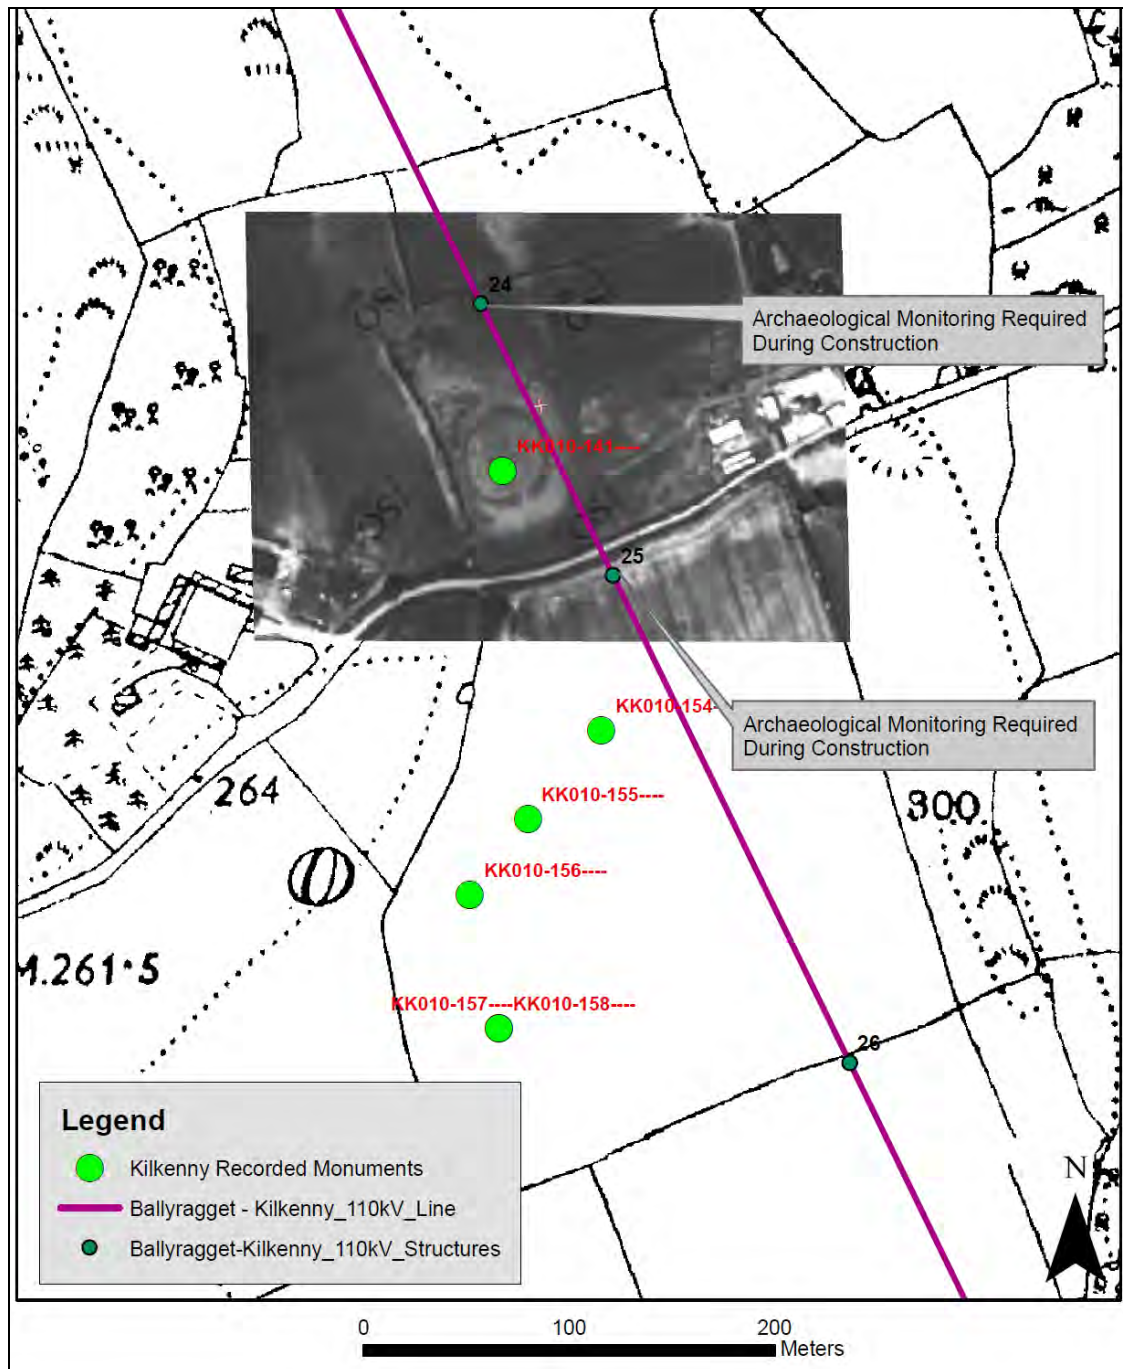 24
Archaeological Monitoring Required
During Construction
KK010-141----
25
KK010-154-
Archaeological Monitoring Required
During Construction
264
KK010-155----
300
KK010-156----
M.261·5
KK010-157----KK010-158----
26
Legend
Kilkenny Recorded Monuments
Ballyragget - Kilkenny_110kV_Line
Ballyragget-Kilkenny_110kV_Structures
N
0 100 200
Meters